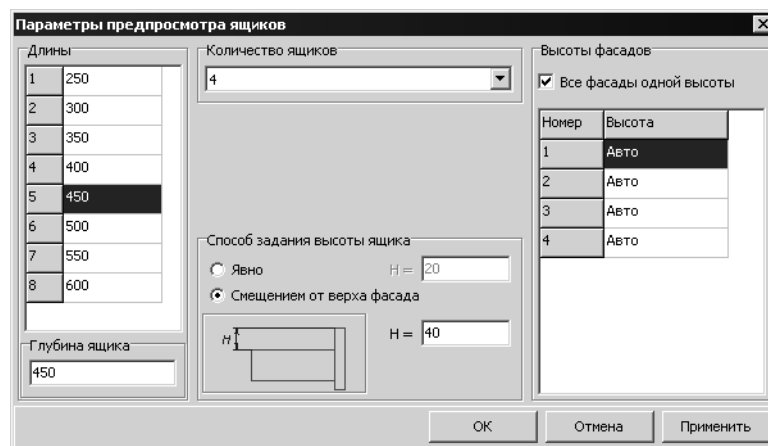 Параметры предпросмотра ящиков
Длины
1 250
2 300
3 350
4 400
5 450
6 500
7 550
8 600
Глубина ящика
450
Количество ящиков
4
Способ задания высоты ящика
Явно H = 20
Смещением от верха фасада
H H = 40
Высоты фасадов
Все фасады одной высоты
Номер Высота
1 Авто
2 Авто
3 Авто
4 Авто
ОК Отмена Применить